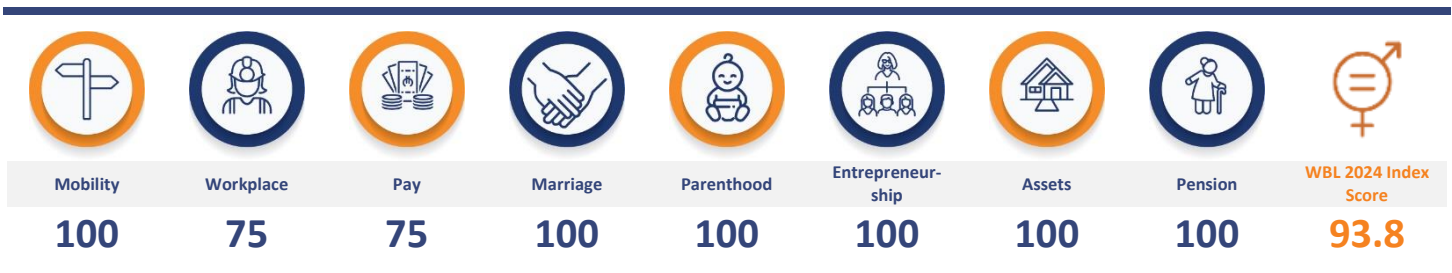 Mobility
Workplace
Pay
Marriage
Parenthood
Entrepreneur-
ship
Assets
Pension
WBL 2024 Index
Score
100
75
75
100
100
100
100
100
93.8